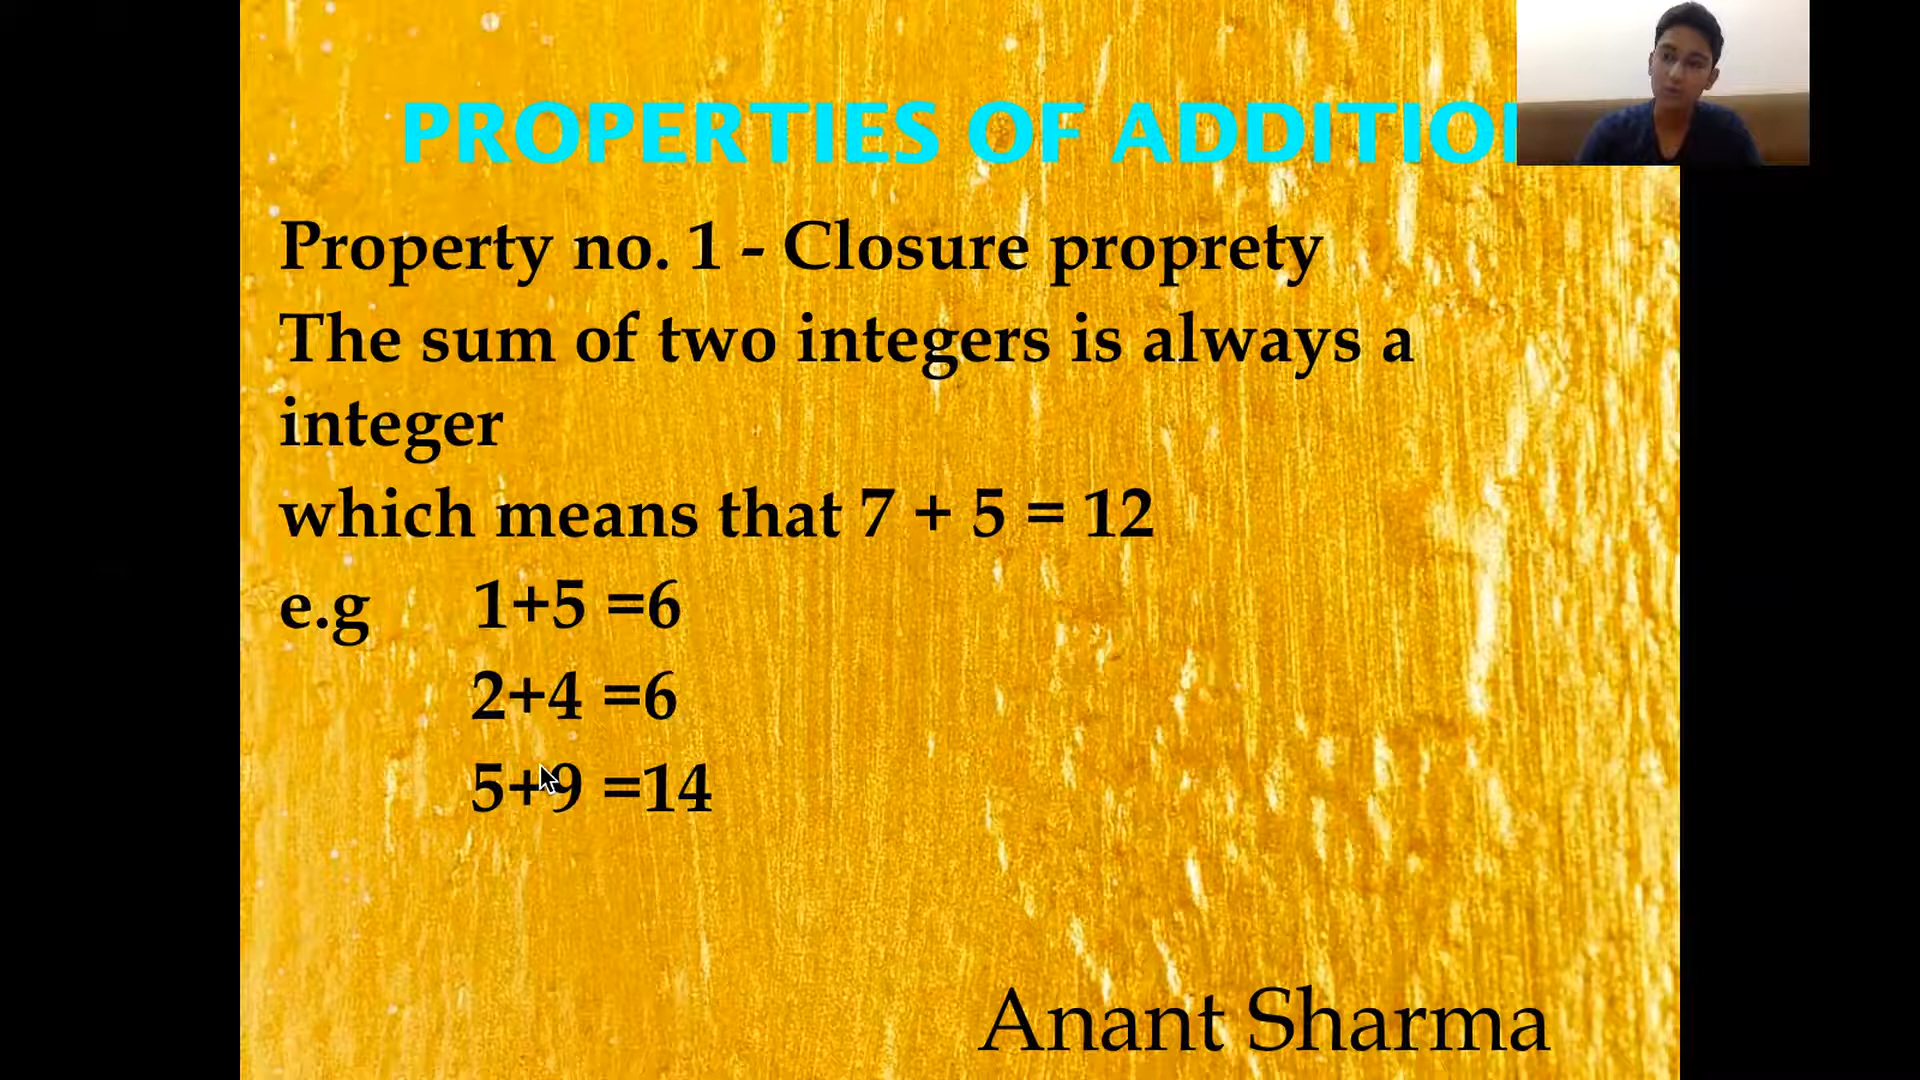 PROPERTIES OF ADDITIO
Property no. 1 - Closure proprety
The sum of two integers is always a
integer
which means that 7 + 5 = 12
e.g 1+5 =6
2+4 =6
5+9 =14
Anant Sharma